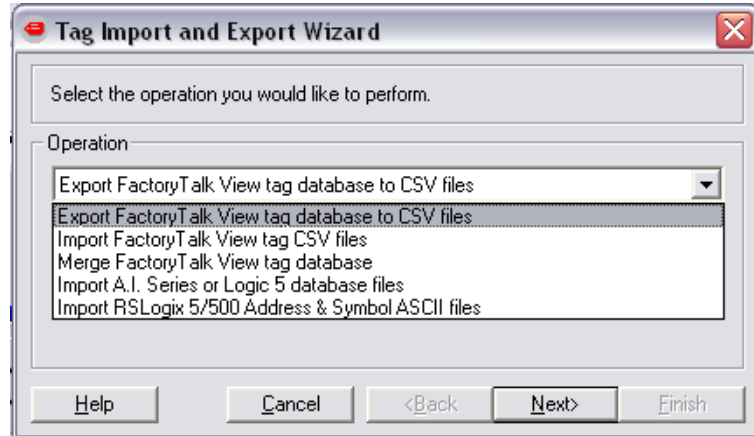 Tag Import and Export Wizard
Select the operation you would like to perform.
Operation
Export FactoryTalk View tag database to CSV files
Export FactoryTalk View tag database to CSV files
Import FactoryTalk View tag CSV files
Merge FactoryTalk View tag database
Import A.I. Series or Logic 5 database files
Import RSLogix 5/500 Address & Symbol ASCII files
Help Cancel <Back Next> Finish